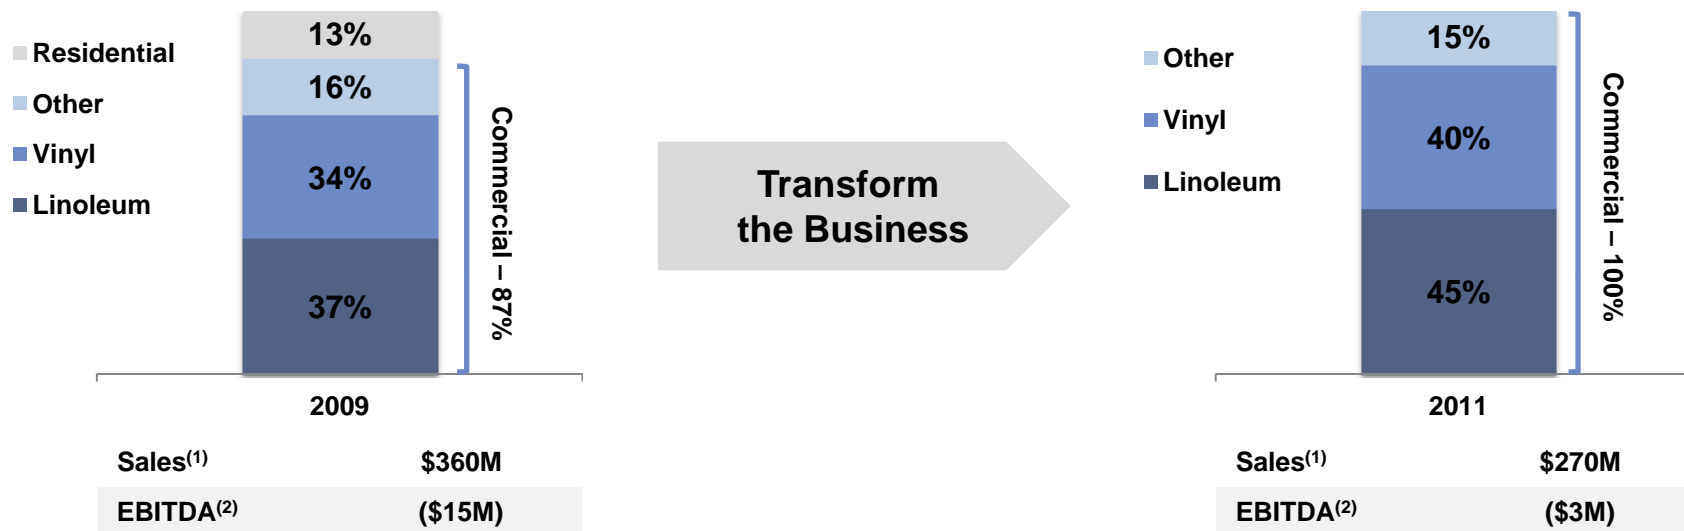 Residential
Other
Vinyl
Linoleum
13%
16%
34%
37%
Commercial – 87%
2009
Sales(1) $360M
EBITDA(2) ($15M)
Transform
the Business
Other
Vinyl
Linoleum
15%
40%
45%
Commercial – 100%
2011
Sales(1) $270M
EBITDA(2) ($3M)